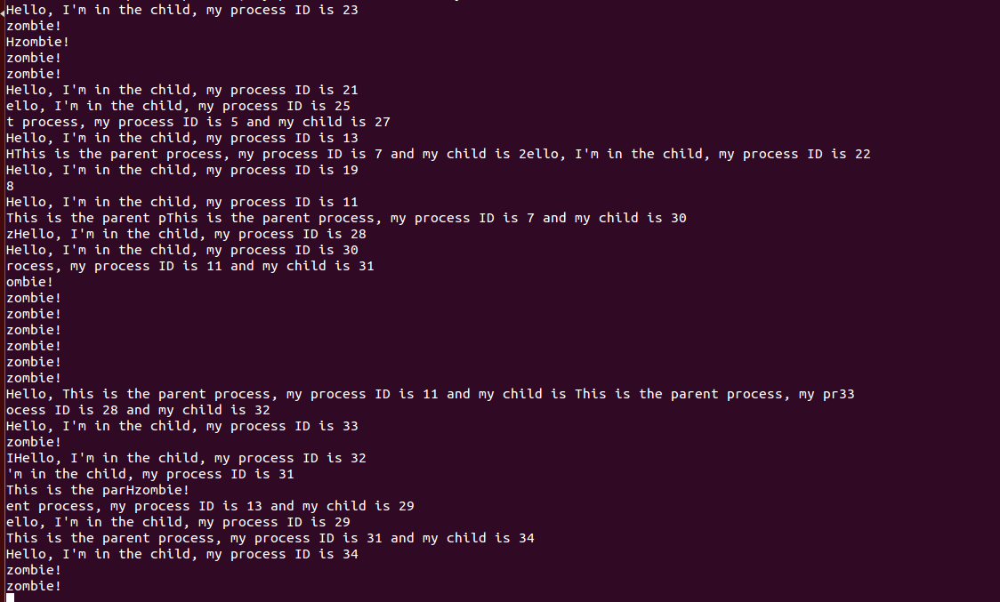 Hello, I'm in the child, my process ID is 23
zombie!
Hzombie!
zombie!
zombie!
Hello, I'm in the child, my process ID is 21
ello, I'm in the child, my process ID is 25
t process, my process ID is 5 and my child is 27
Hello, I'm in the child, my process ID is 13
HThis is the parent process, my process ID is 7 and my child is 2ello, I'm in the child, my process ID is 22
Hello, I'm in the child, my process ID is 19
8
Hello, I'm in the child, my process ID is 11
This is the parent pThis is the parent process, my process ID is 7 and my child is 30
zHello, I'm in the child, my process ID is 28
Hello, I'm in the child, my process ID is 30
rocess, my process ID is 11 and my child is 31
ombie!
zombie!
zombie!
zombie!
zombie!
zombie!
zombie!
Hello, This is the parent process, my process ID is 11 and my child is This is the parent process, my pr33
ocess ID is 28 and my child is 32
Hello, I'm in the child, my process ID is 33
zombie!
IHello, I'm in the child, my process ID is 32
'm in the child, my process ID is 31
This is the parHzombie!
ent process, my process ID is 13 and my child is 29
ello, I'm in the child, my process ID is 29
This is the parent process, my process ID is 31 and my child is 34
Hello, I'm in the child, my process ID is 34
zombie!
zombie!